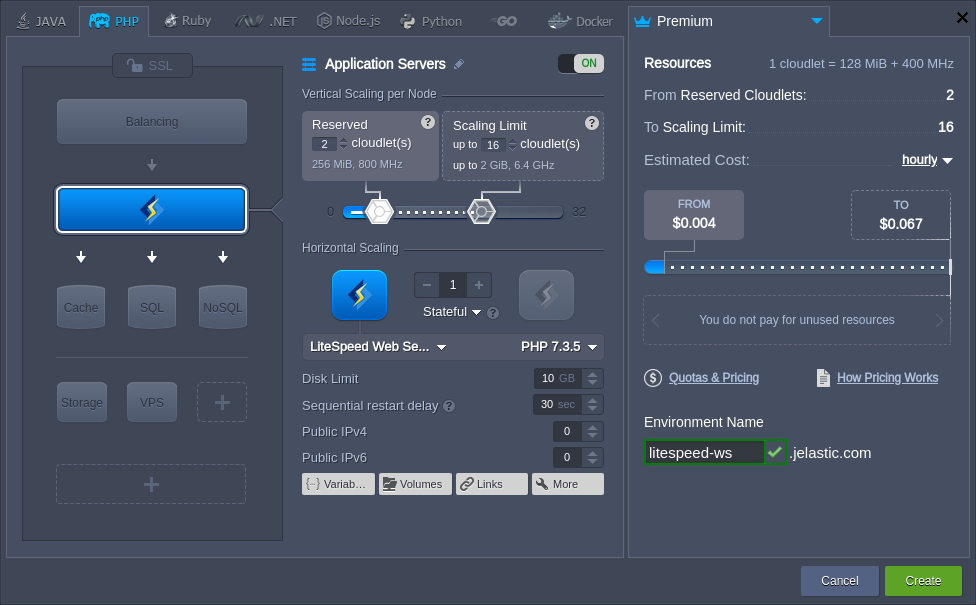 JAVA PHP Ruby .NET Node.js Python GO Docker
SSL
Balancing
Cache SQL NoSQL
Storage VPS
Application Servers ON
Vertical Scaling per Node
Reserved ?
2 cloudlet(s)
256 MiB, 800 MHz
Scaling Limit ?
up to 16 cloudlet(s)
up to 2 GiB, 6.4 GHz
0 32
Horizontal Scaling
1
Stateful ?
LiteSpeed Web Se... PHP 7.3.5
Disk Limit 10 GB
Sequential restart delay ? 30 sec
Public IPv4 0
Public IPv6 0
Variab... Volumes Links More
Premium
Resources 1 cloudlet = 128 MiB + 400 MHz
From Reserved Cloudlets: 2
To Scaling Limit: 16
Estimated Cost: hourly
FROM
$0.004
TO
$0.067
You do not pay for unused resources
$ Quotas & Pricing How Pricing Works
Environment Name
litespeed-ws .jelastic.com
Cancel Create